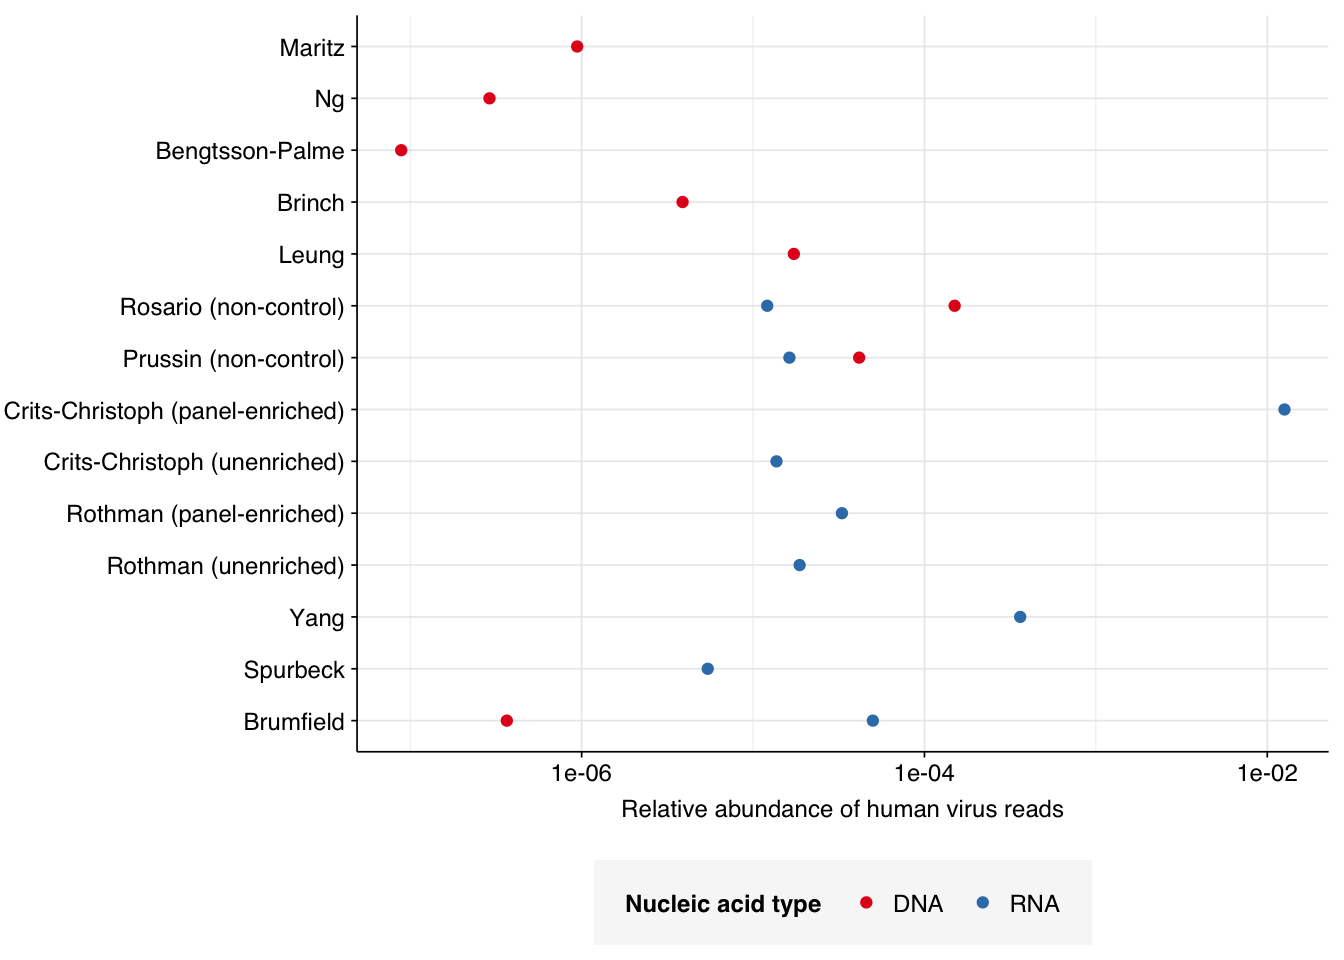 Maritz
Ng
Bengtsson-Palme
Brinch
Leung
Rosario (non-control)
Prussin (non-control)
Crits-Christoph (panel-enriched)
Crits-Christoph (unenriched)
Rothman (panel-enriched)
Rothman (unenriched)
Yang
Spurbeck
Brumfield
1e-06 1e-04 1e-02
Relative abundance of human virus reads
Nucleic acid type DNA RNA